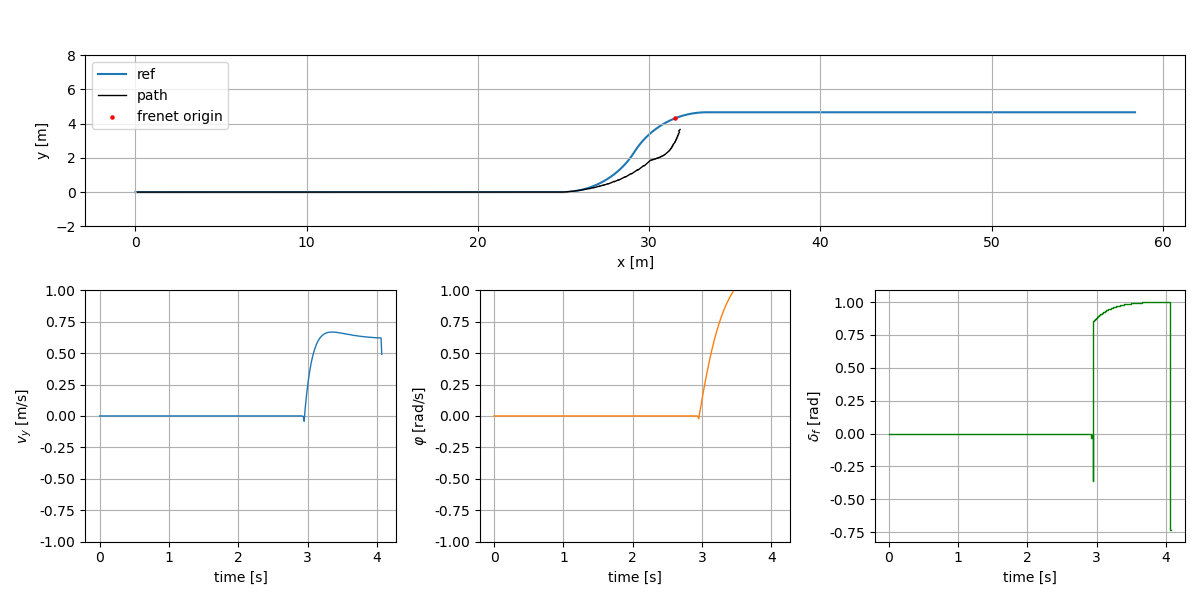 8
6
4
2
0
−2
y [m]
ref
path
frenet origin
0 10 20 30 40 50 60
x [m]
1.00
0.75
0.50
0.25
0.00
-0.25
-0.50
-0.75
-1.00
v_y [m/s]
0 1 2 3 4
time [s]
1.00
0.75
0.50
0.25
0.00
-0.25
-0.50
-0.75
-1.00
φ [rad/s]
0 1 2 3 4
time [s]
1.00
0.75
0.50
0.25
0.00
-0.25
-0.50
-0.75
δ_f [rad]
0 1 2 3 4
time [s]